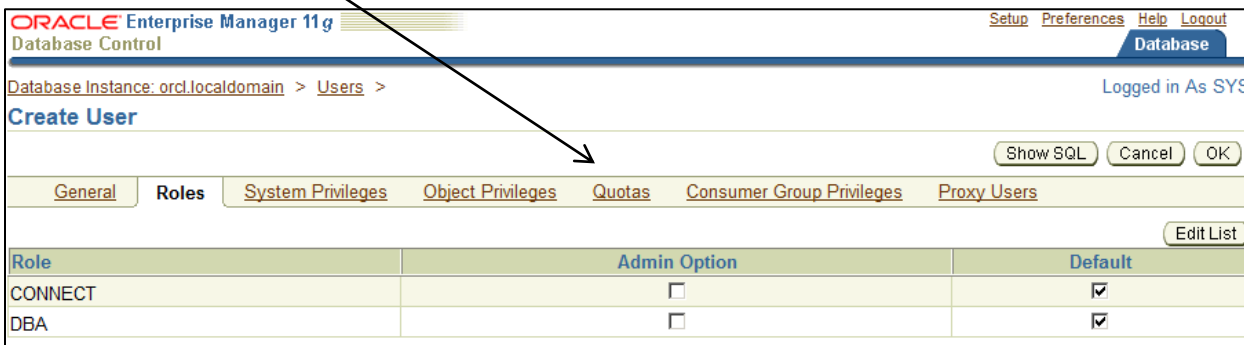 ORACLE Enterprise Manager 11g
Setup Preferences Help Logout
Database Control
Database
Database Instance: orcl.localdomain > Users >
Logged in As SYS
Create User
Show SQL Cancel OK
General Roles System Privileges Object Privileges Quotas Consumer Group Privileges Proxy Users
Edit List
Role Admin Option Default
CONNECT
DBA